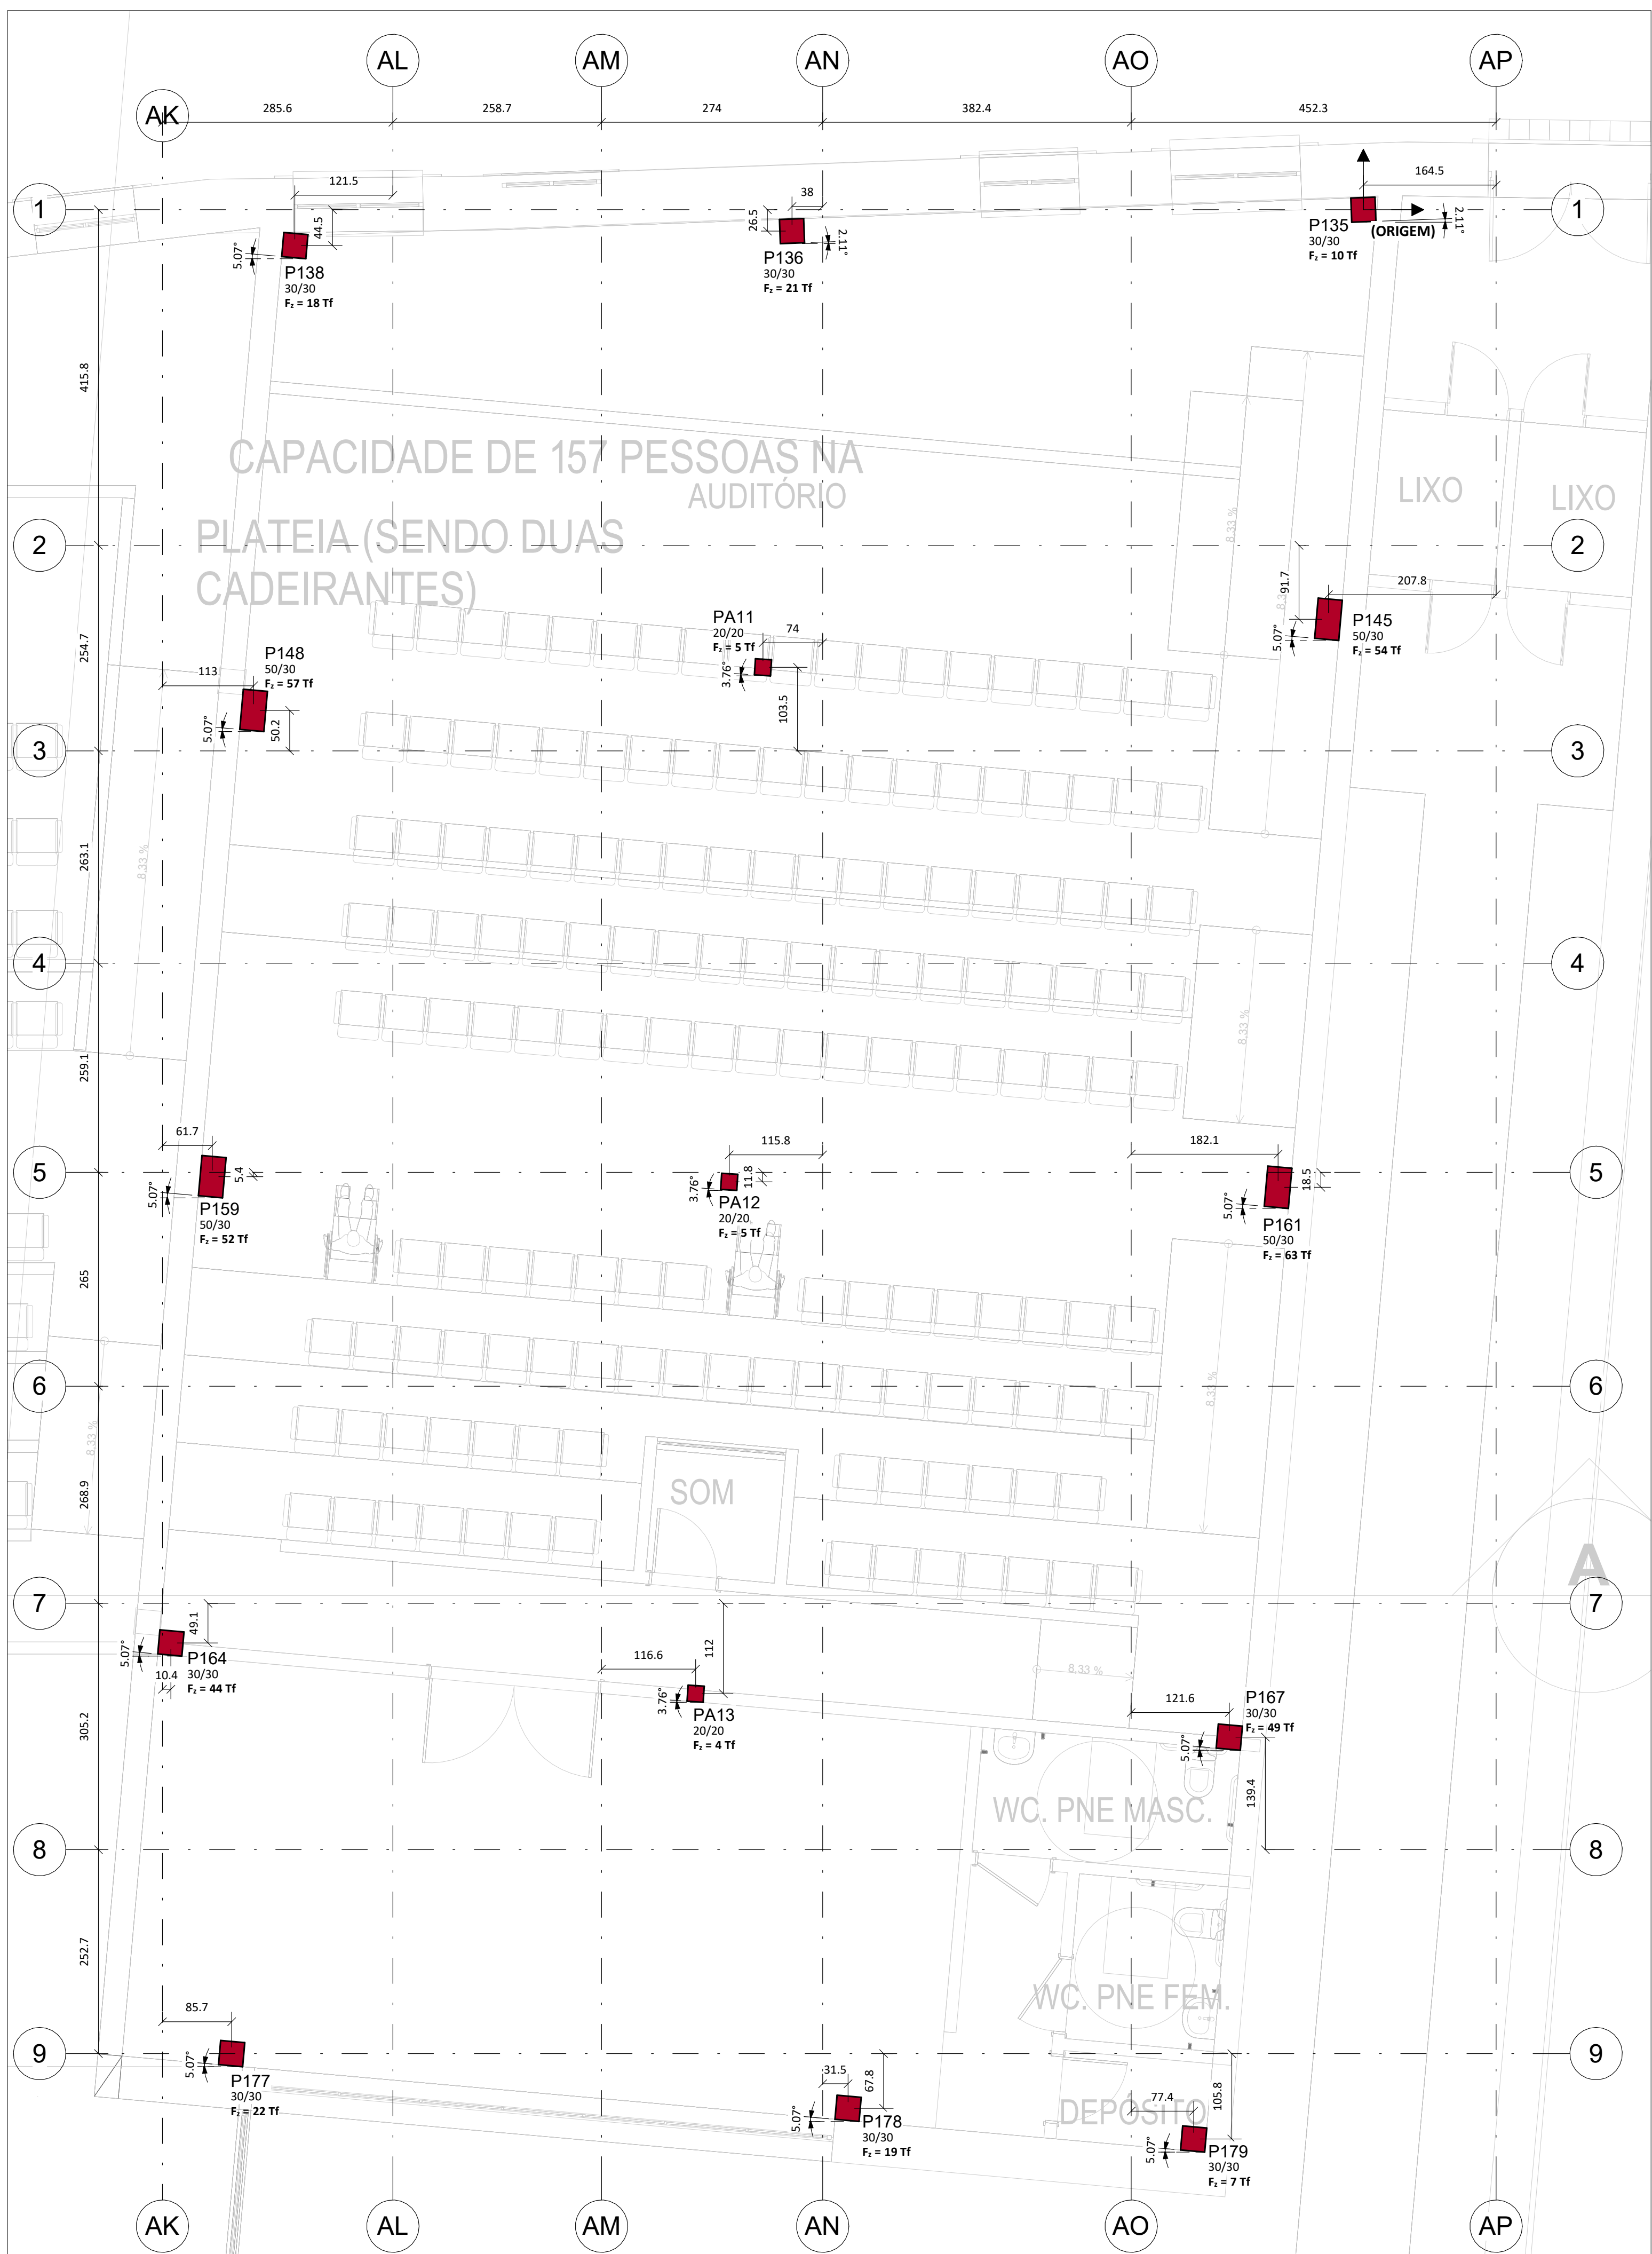 AK
AL
AM
AN
AO
AP
285.6
258.7
274
382.4
452.3
1
121.5
44.5
5.07°
P138
30/30
Fz = 18 Tf
38
26.5
2.11°
P136
30/30
Fz = 21 Tf
164.5
2.11°
P135
(ORIGEM)
30/30
Fz = 10 Tf
1
415.8
CAPACIDADE DE 157 PESSOAS NA
AUDITÓRIO
PLATEIA (SENDO DUAS
CADEIRANTES)
LIXO
LIXO
8.33 %
2
2
91.7
207.8
8.33 %
5.07°
P145
50/30
Fz = 54 Tf
254.7
PA11
20/20
Fz = 5 Tf
74
3.76°
103.5
P148
50/30
Fz = 57 Tf
113
5.07°
50.2
3
3
263.1
8.33 %
4
4
8.33 %
259.1
61.7
5.4
5.07°
P159
50/30
Fz = 52 Tf
115.8
11.8
3.76°
PA12
20/20
Fz = 5 Tf
182.1
18.5
5.07°
P161
50/30
Fz = 63 Tf
5
5
265
6
6
8.33 %
8.33 %
268.9
SOM
A
7
7
49.1
5.07°
10.4
P164
30/30
Fz = 44 Tf
116.6
112
3.76°
PA13
20/20
Fz = 4 Tf
8.33 %
121.6
5.07°
P167
30/30
Fz = 49 Tf
139.4
305.2
WC. PNE MASC.
8
8
252.7
WC. PNE FEM.
85.7
5.07°
P177
30/30
Fz = 22 Tf
9
9
31.5
67.8
5.07°
P178
30/30
Fz = 19 Tf
DEPÓSITO
77.4
105.8
5.07°
P179
30/30
Fz = 7 Tf
AK
AL
AM
AN
AO
AP